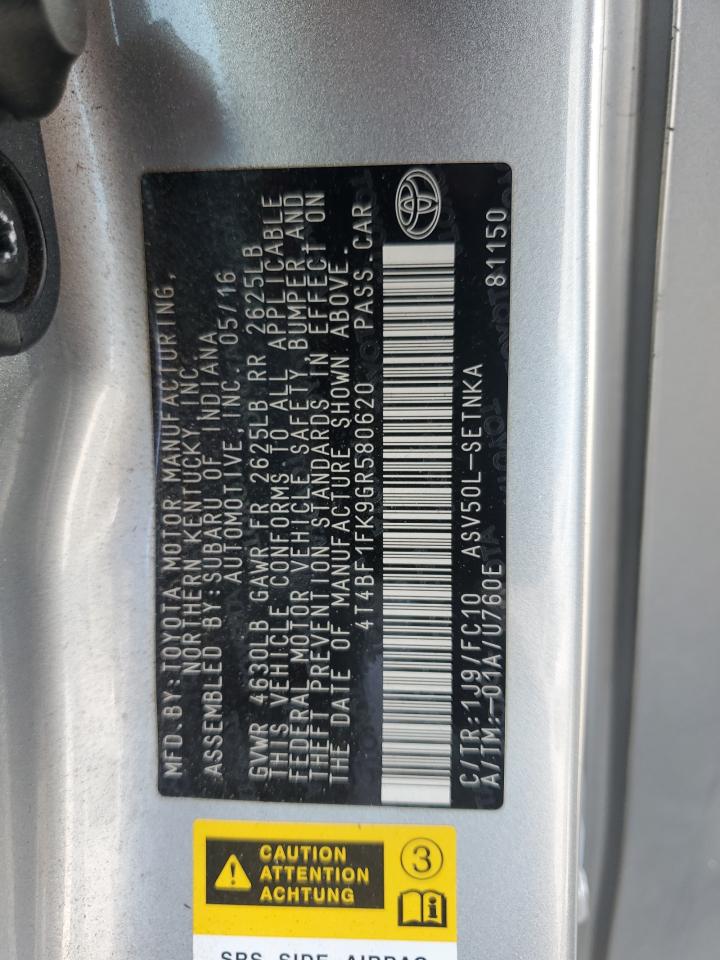 MFD.BY:TOYOTA MOTOR MANUFACTURING,
NORTHERN KENTUCKY,INC.
ASSEMBLED BY:SUBARU OF INDIANA
AUTOMOTIVE,INC. 05/16
GVWR 4630LB GAWR FR 2625LB RR 2625LB
THIS VEHICLE CONFORMS TO ALL APPLICABLE
FEDERAL MOTOR VEHICLE SAFETY,BUMPER AND
THEFT PREVENTION STANDARDS IN EFFECT ON
THE DATE OF MANUFACTURE SHOWN ABOVE.
4T4BF1FK9GR580620 PASS.CAR
C/TR:1J9/FC10 ASV50L-SETNKA
A/TM:-01A/U760E 81150
CAUTION
ATTENTION
ACHTUNG
3
SRS SIDE AIRBAG